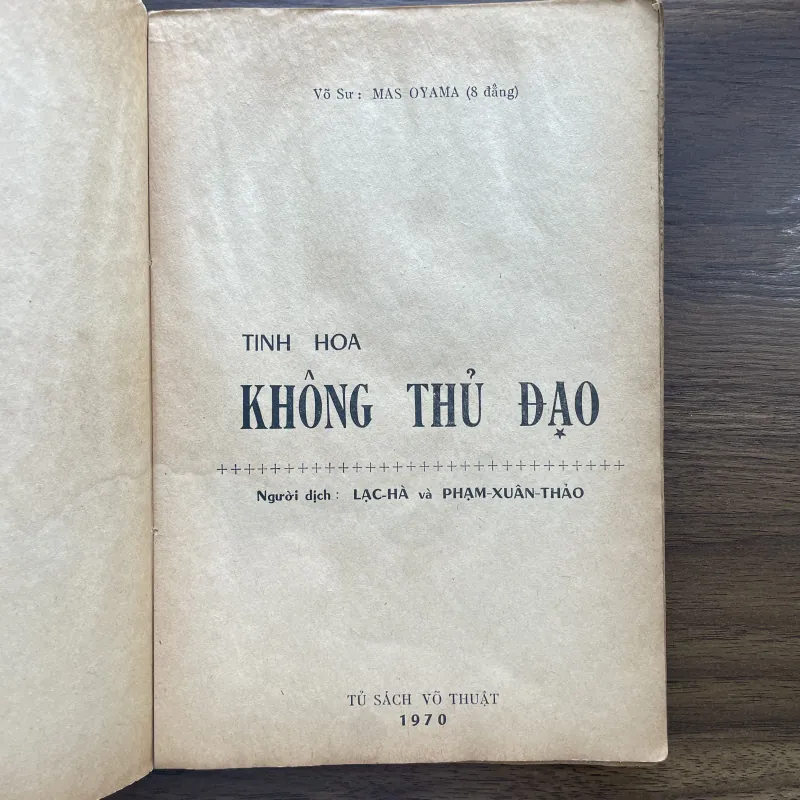 Võ Sư : MAS OYAMA (8 đẳng)
TINH HOA
KHÔNG THỦ ĐẠO
+++++++++++++++++++++++++++++++
Người dịch : LẠC-HÀ và PHẠM-XUÂN-THẢO
TỦ SÁCH VÕ THUẬT
1970